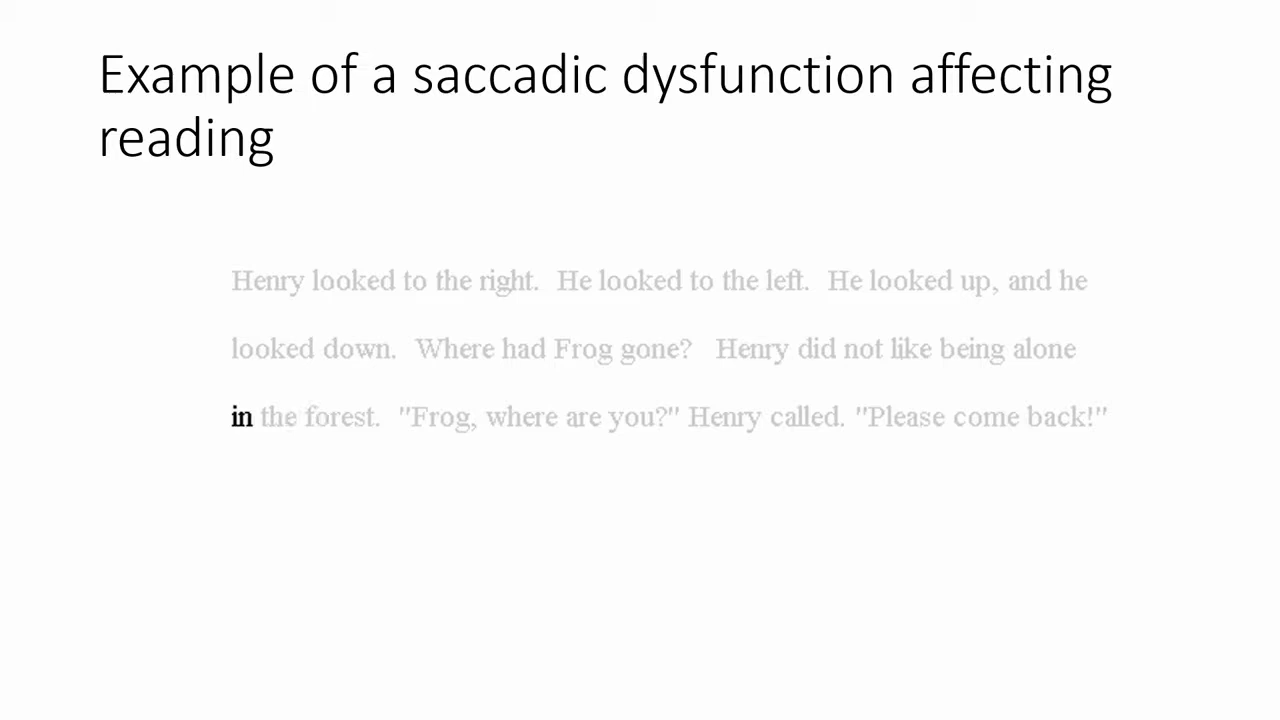 Example of a saccadic dysfunction affecting
reading
Henry looked to the right.  He looked to the left.  He looked up, and he
looked down.  Where had Frog gone?   Henry did not like being alone
in the forest.  "Frog, where are you?" Henry called. "Please come back!"